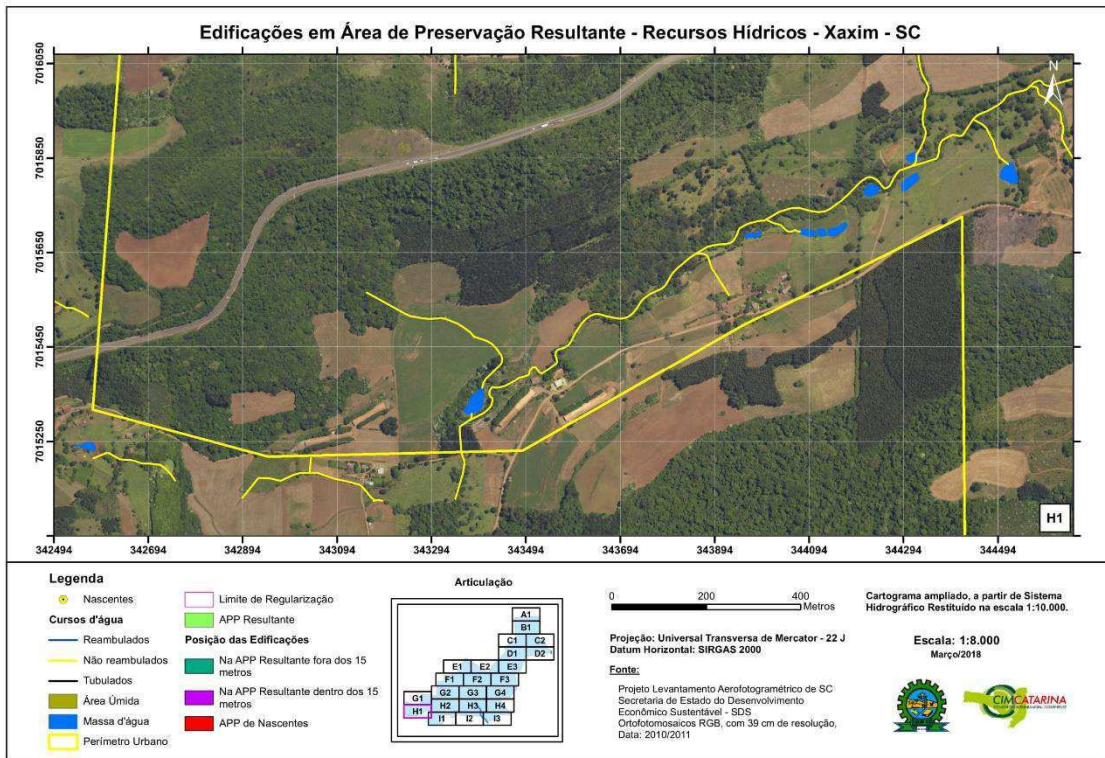 Edificações em Área de Preservação Resultante - Recursos Hídricos - Xaxim - SC
7016050
7015850
7015650
7015450
7015250
N
H1
342494
342694
342894
343094
343294
343494
343694
343894
344094
344294
344494
Legenda
Nascentes
Cursos d'água
Reambulados
Não reambulados
Tubulados
Área Úmida
Massa d'água
Perímetro Urbano
Limite de Regularização
APP Resultante
Posição das Edificações
Na APP Resultante fora dos 15
metros
Na APP Resultante dentro dos 15
metros
APP de Nascentes
Articulação
A1
B1
C1 C2
D1 D2
E1 E2 E3
F1 F2 F3
G1 G2 G3 G4
H1 H2 H3 H4
I1 I2 I3
0 200 400
Metros
Projeção: Universal Transversa de Mercator - 22 J
Datum Horizontal: SIRGAS 2000
Fonte:
Projeto Levantamento Aerofotogramétrico de SC
Secretaria de Estado do Desenvolvimento
Econômico Sustentável - SDS
Ortofotomosaicos RGB, com 39 cm de resolução,
Data: 2010/2011
Cartograma ampliado, a partir de Sistema
Hidrográfico Restituído na escala 1:10.000.
Escala: 1:8.000
Março/2018
CIMCATARINA